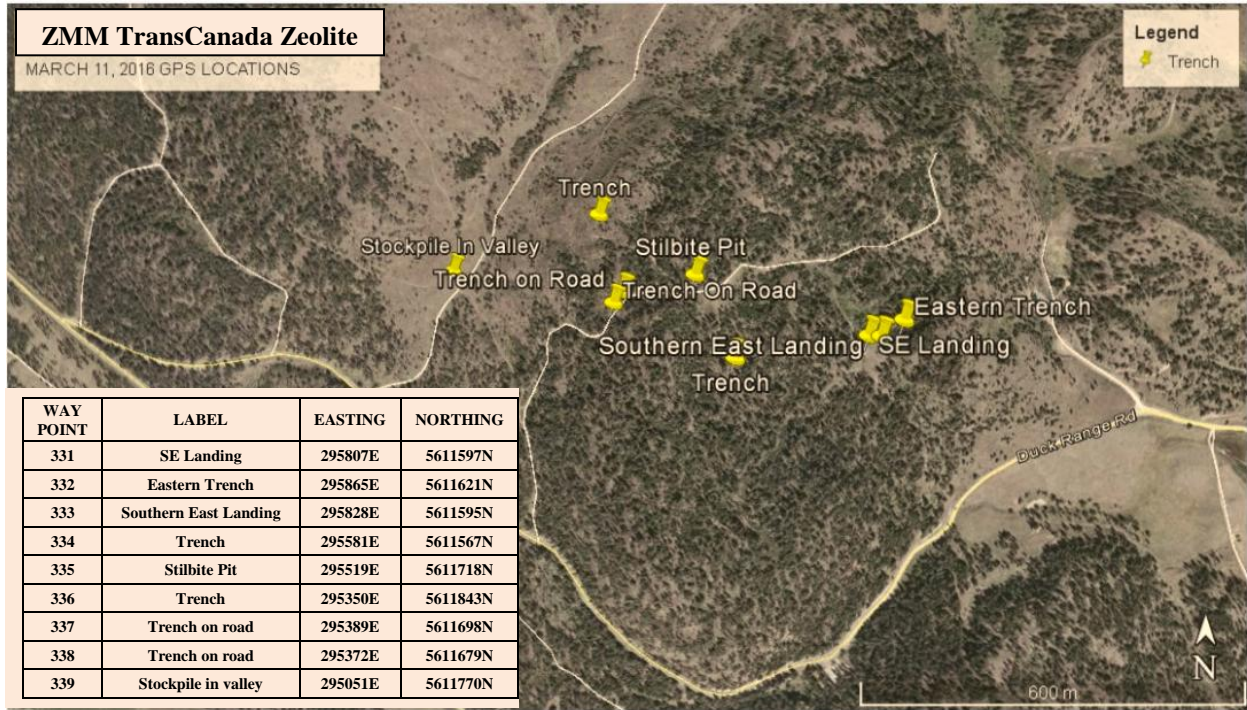 ZMM TransCanada Zeolite
MARCH 11, 2016 GPS LOCATIONS
Legend
Trench
Trench
Stockpile In Valley
Stilbite Pit
Trench on Road
Trench On Road
Eastern Trench
Southern East Landing
SE Landing
Trench
Duck Range Rd
WAY POINT LABEL EASTING NORTHING
331 SE Landing 295807E 5611597N
332 Eastern Trench 295865E 5611621N
333 Southern East Landing 295828E 5611595N
334 Trench 295581E 5611567N
335 Stilbite Pit 295519E 5611718N
336 Trench 295350E 5611843N
337 Trench on road 295389E 5611698N
338 Trench on road 295372E 5611679N
339 Stockpile in valley 295051E 5611770N
N
600 m